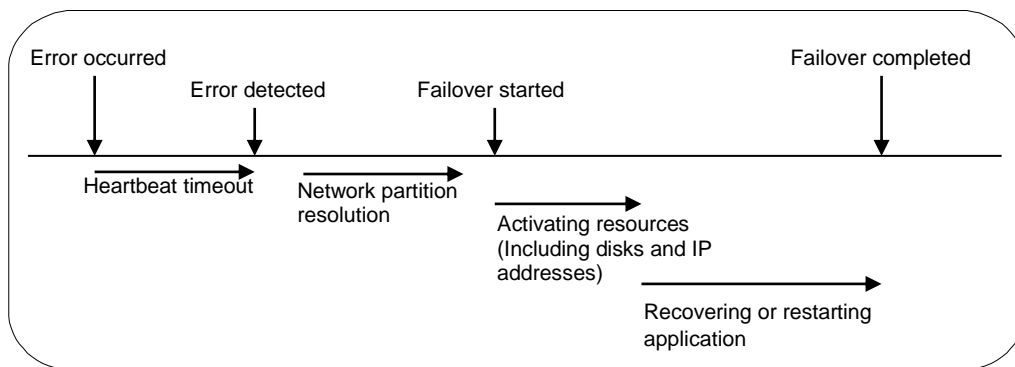 Error occurred
Failover completed
Error detected
Failover started
Heartbeat timeout
Network partition
resolution
Activating resources
(Including disks and IP
addresses)
Recovering or restarting
application